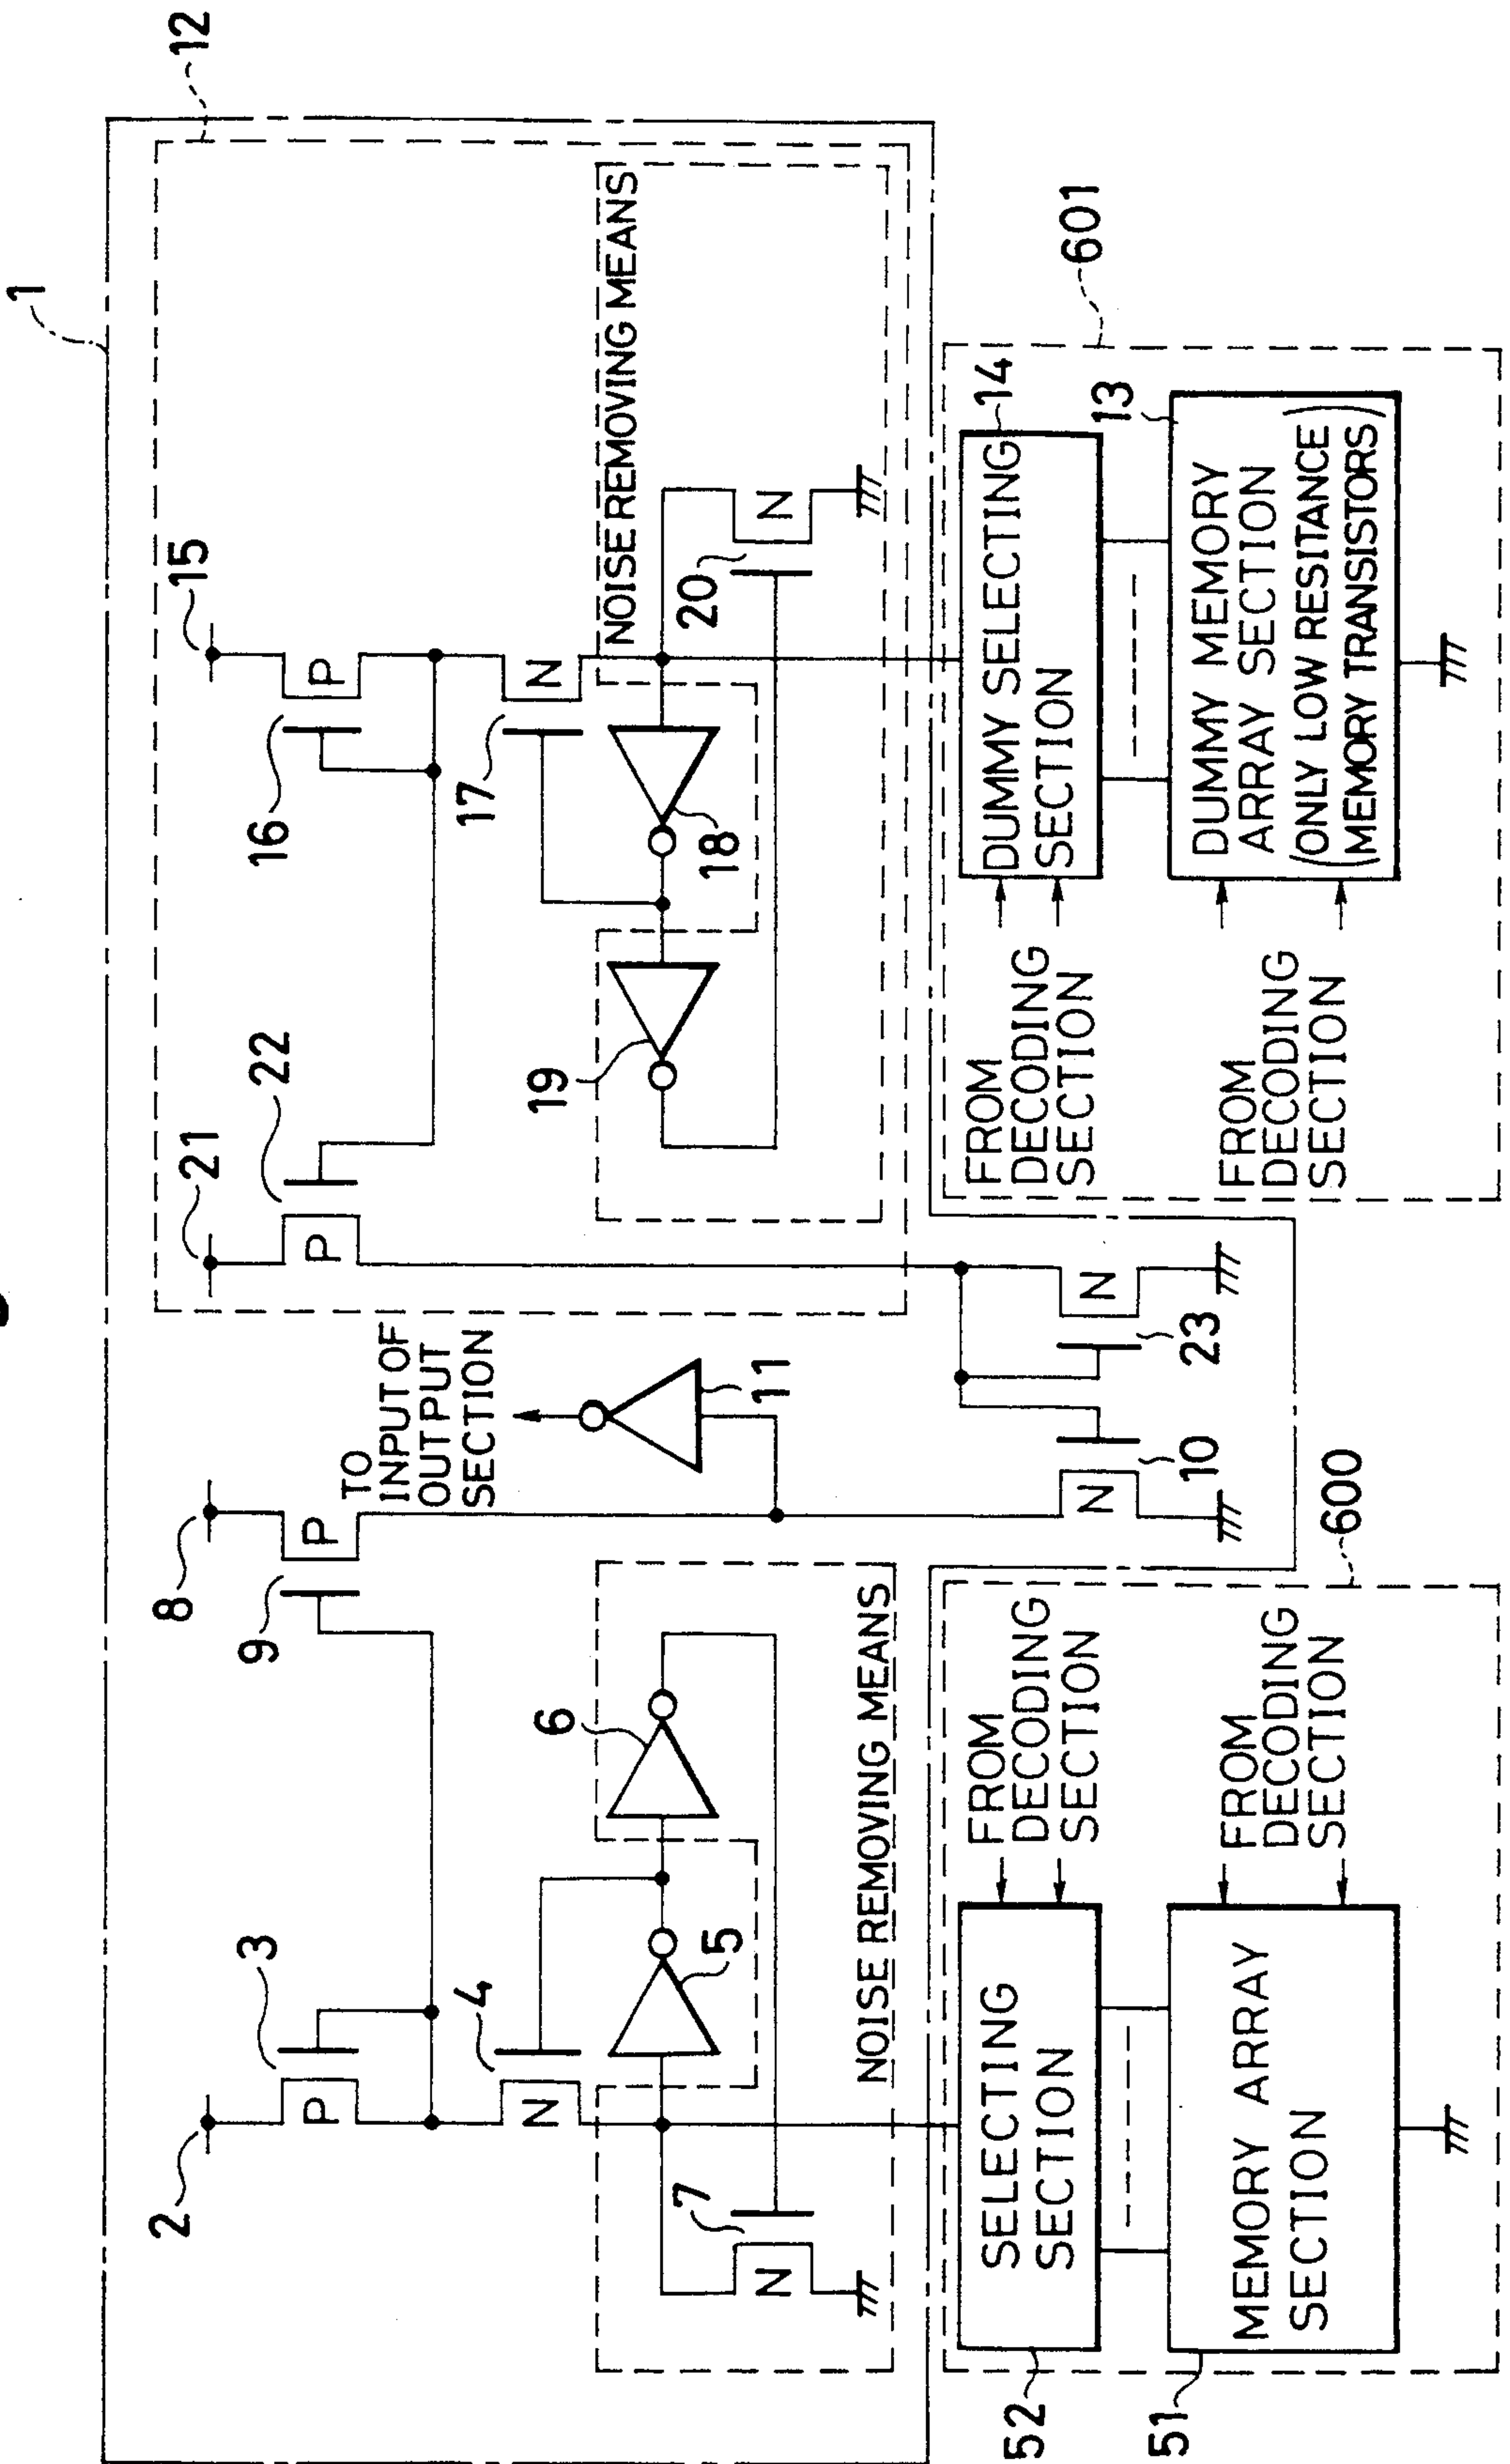 1
12
2
3
8
9
21
22
15
16
P
P
P
P
TO
INPUT OF
OUTPUT
SECTION
4
N
17
N
NOISE REMOVING MEANS
5
6
11
19
18
7
N
20
N
NOISE REMOVING MEANS
N
10
N
23
600
601
52
SELECTING
SECTION
FROM
DECODING
SECTION
FROM
DECODING
SECTION
DUMMY SELECTING
SECTION
14
51
MEMORY ARRAY
SECTION
FROM
DECODING
SECTION
FROM
DECODING
SECTION
13
DUMMY MEMORY
ARRAY SECTION
(ONLY LOW RESITANCE)
(MEMORY TRANSISTORS)